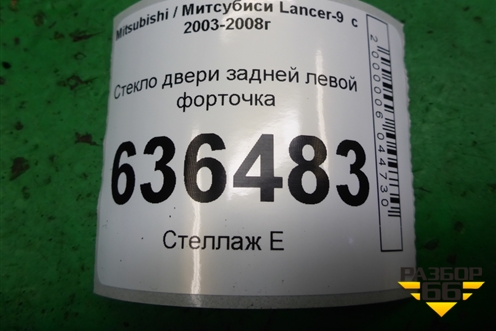 Mitsubishi / Митсубиси Lancer-9 с
2003-2008г
Стекло двери задней левой
форточка
636483
Стеллаж Е
2000006044730
РАЗБОР
66